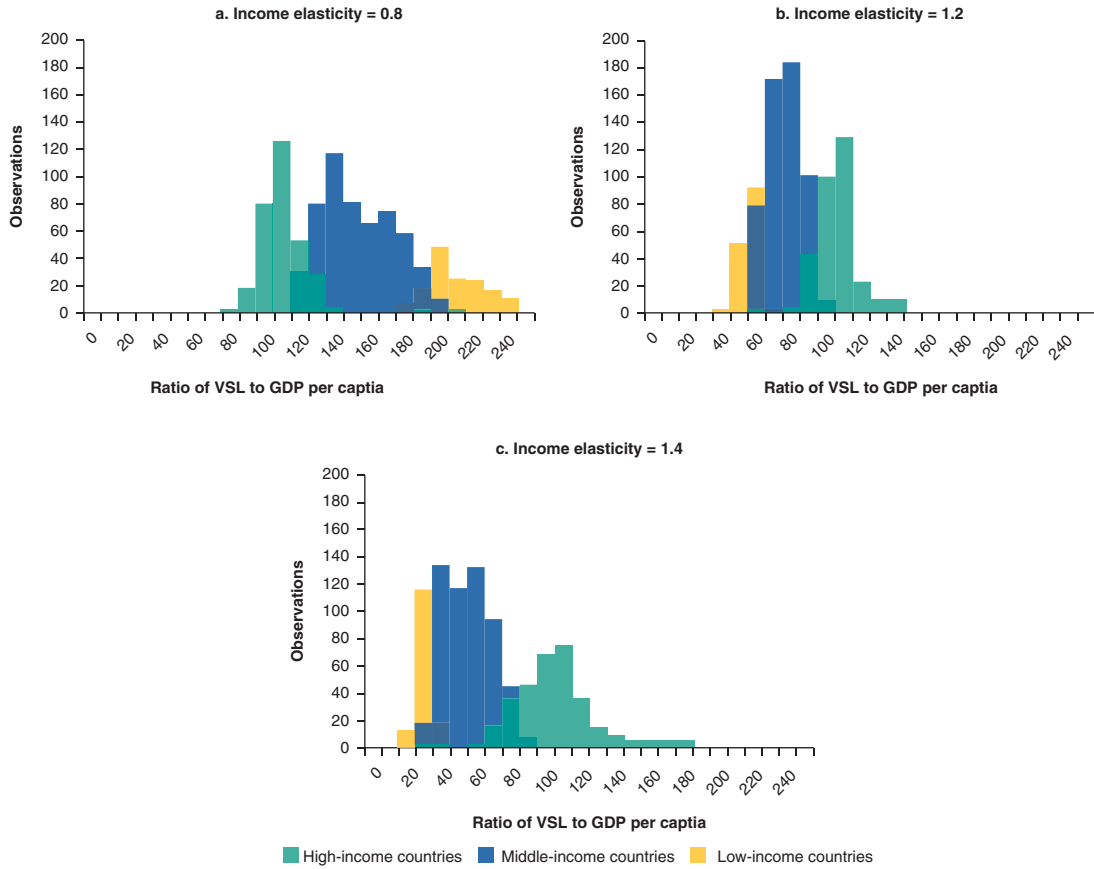 a. Income elasticity = 0.8
200
180
160
140
120
100
80
60
40
20
0
Observations
0 20 40 60 80 100 120 140 160 180 200 220 240
Ratio of VSL to GDP per captia
b. Income elasticity = 1.2
200
180
160
140
120
100
80
60
40
20
0
Observations
0 20 40 60 80 100 120 140 160 180 200 220 240
Ratio of VSL to GDP per captia
c. Income elasticity = 1.4
200
180
160
140
120
100
80
60
40
20
0
Observations
0 20 40 60 80 100 120 140 160 180 200 220 240
Ratio of VSL to GDP per captia
High-income countries Middle-income countries Low-income countries